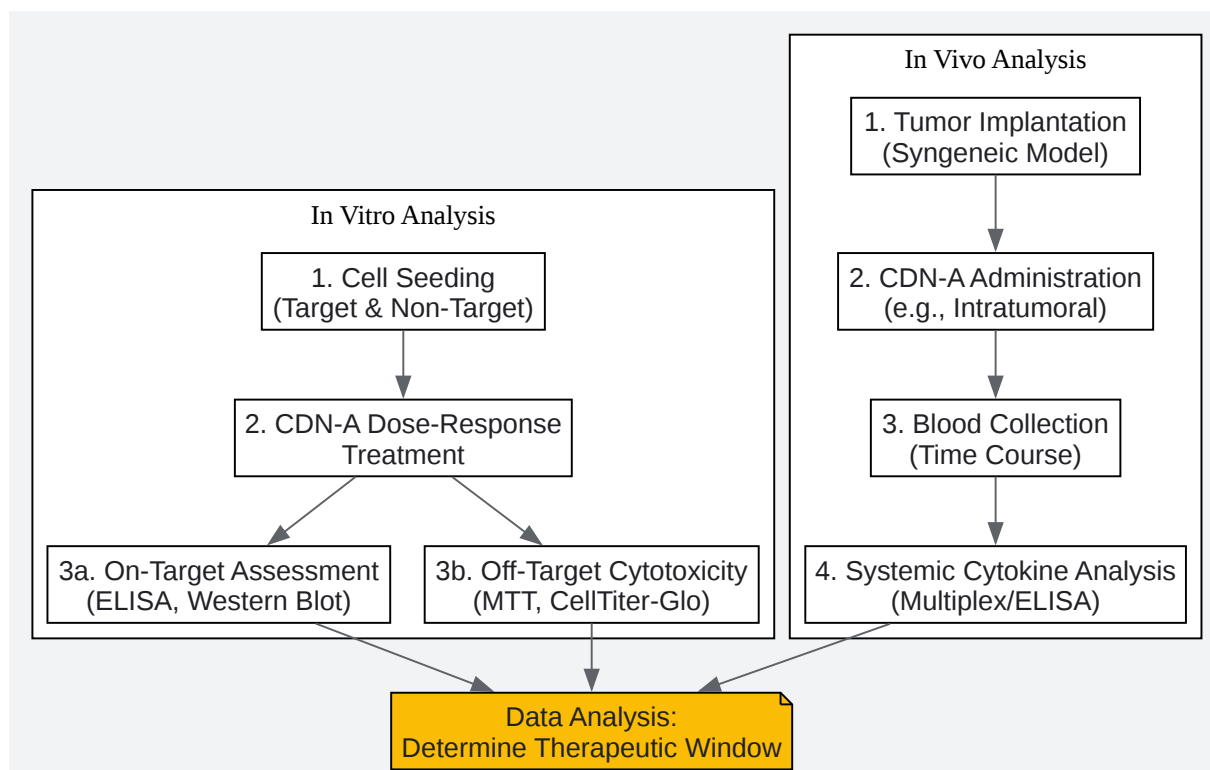 In Vitro Analysis
1. Cell Seeding
(Target & Non-Target)
2. CDN-A Dose-Response
Treatment
3a. On-Target Assessment
(ELISA, Western Blot)
3b. Off-Target Cytotoxicity
(MTT, CellTiter-Glo)
In Vivo Analysis
1. Tumor Implantation
(Syngeneic Model)
2. CDN-A Administration
(e.g., Intratumoral)
3. Blood Collection
(Time Course)
4. Systemic Cytokine Analysis
(Multiplex/ELISA)
Data Analysis:
Determine Therapeutic Window